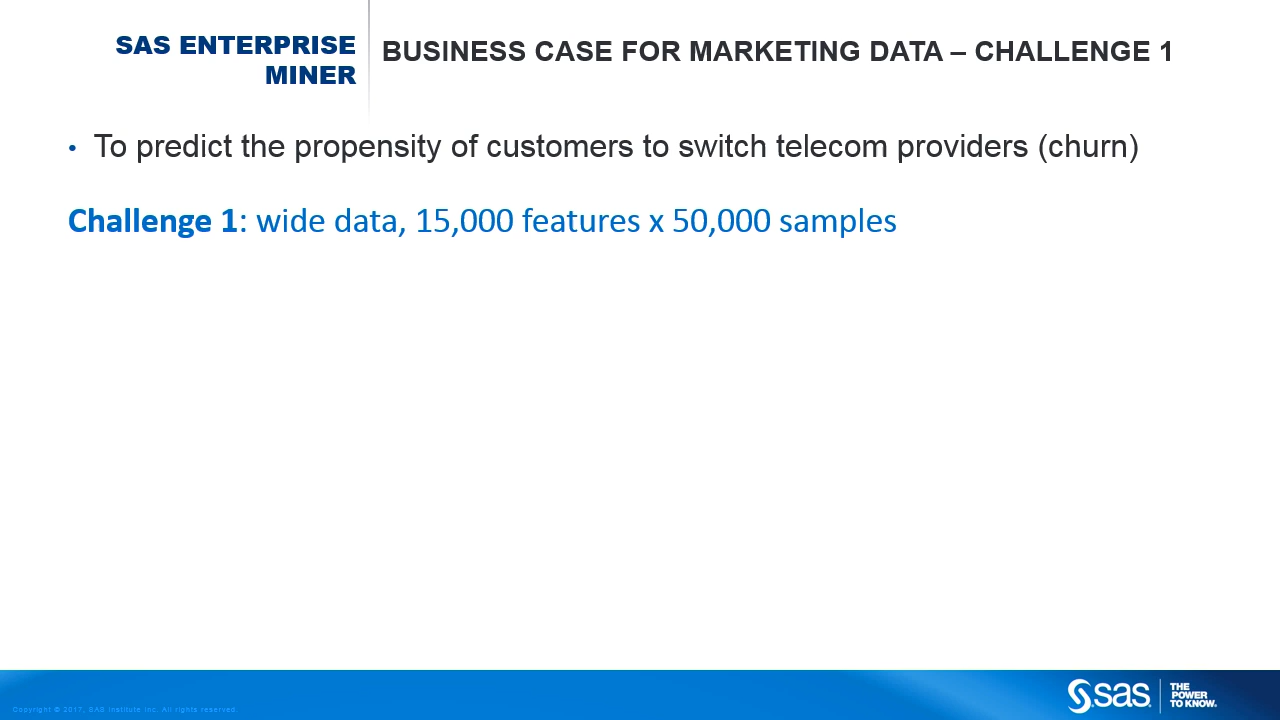 SAS ENTERPRISE
MINER
BUSINESS CASE FOR MARKETING DATA – CHALLENGE 1
• To predict the propensity of customers to switch telecom providers (churn)
Challenge 1: wide data, 15,000 features x 50,000 samples
Copyright © 2017, SAS Institute Inc. All rights reserved.
sas
THE
POWER
TO KNOW.